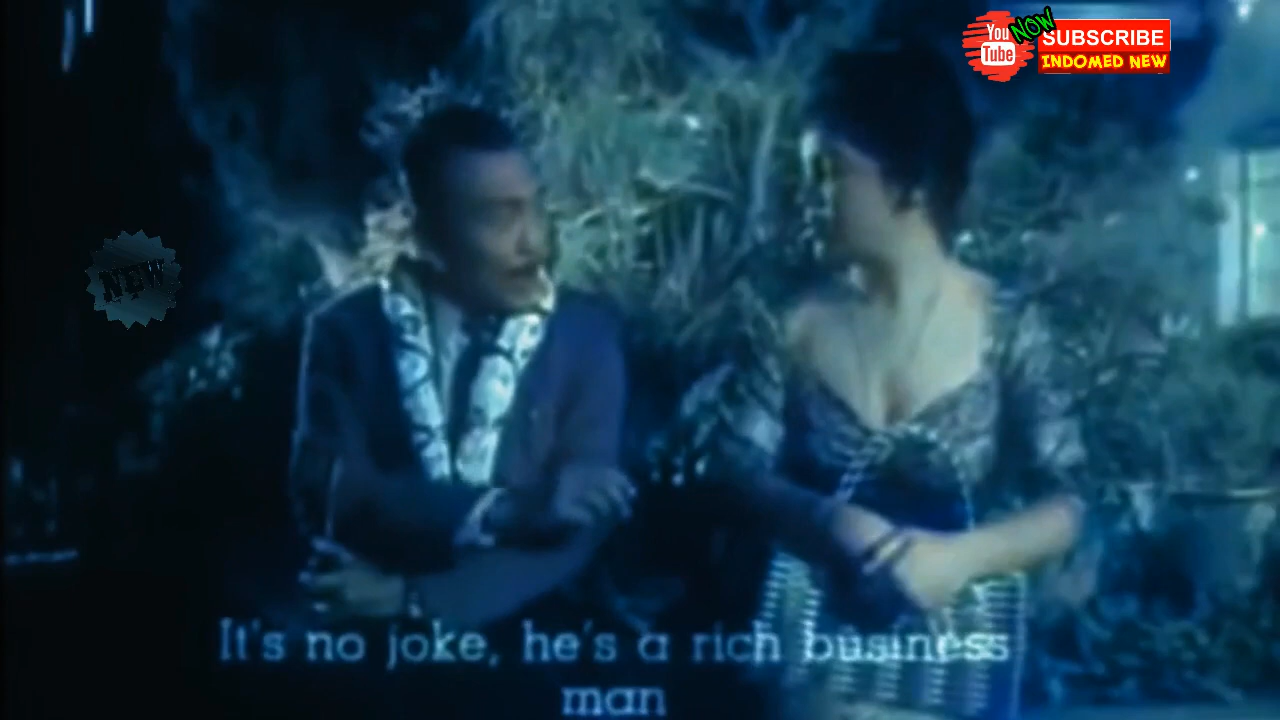 You
Tube
NOW
SUBSCRIBE
INDOMED NEW
NEW
It's no joke, he's a rich business
man